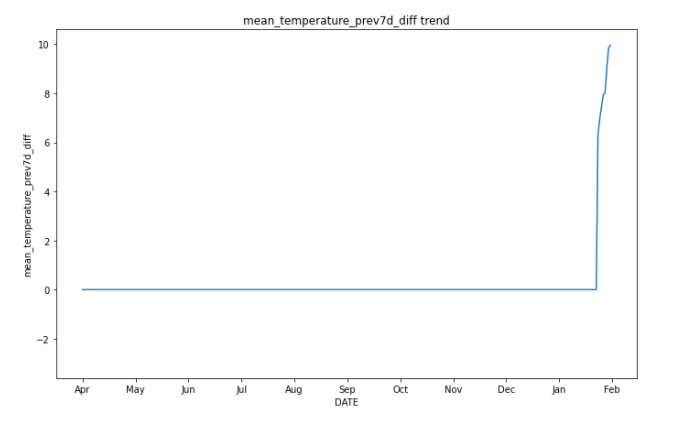 mean_temperature_prev7d_diff trend
10
8
6
4
2
0
−2
mean_temperature_prev7d_diff
Apr May Jun Jul Aug Sep Oct Nov Dec Jan Feb
DATE